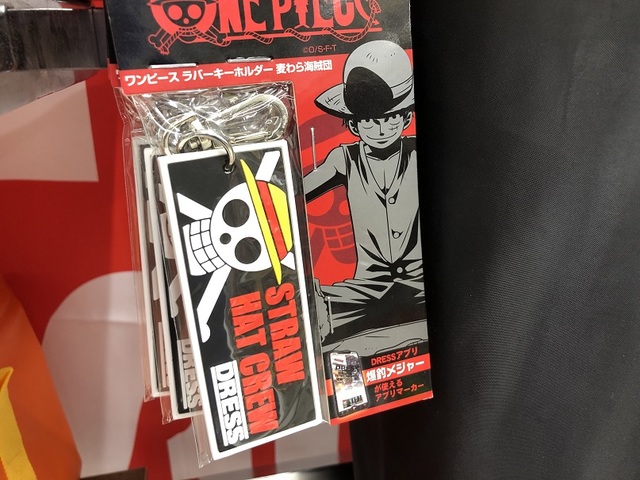 ONE PIECE
©O/S・F・T
ワンピース ラバーキーホルダー 麦わら海賊団
STRAW
HAT CREW
DRESS
DRESS
DRESSアプリ
爆釣メジャー
が使える
アプリマーカー